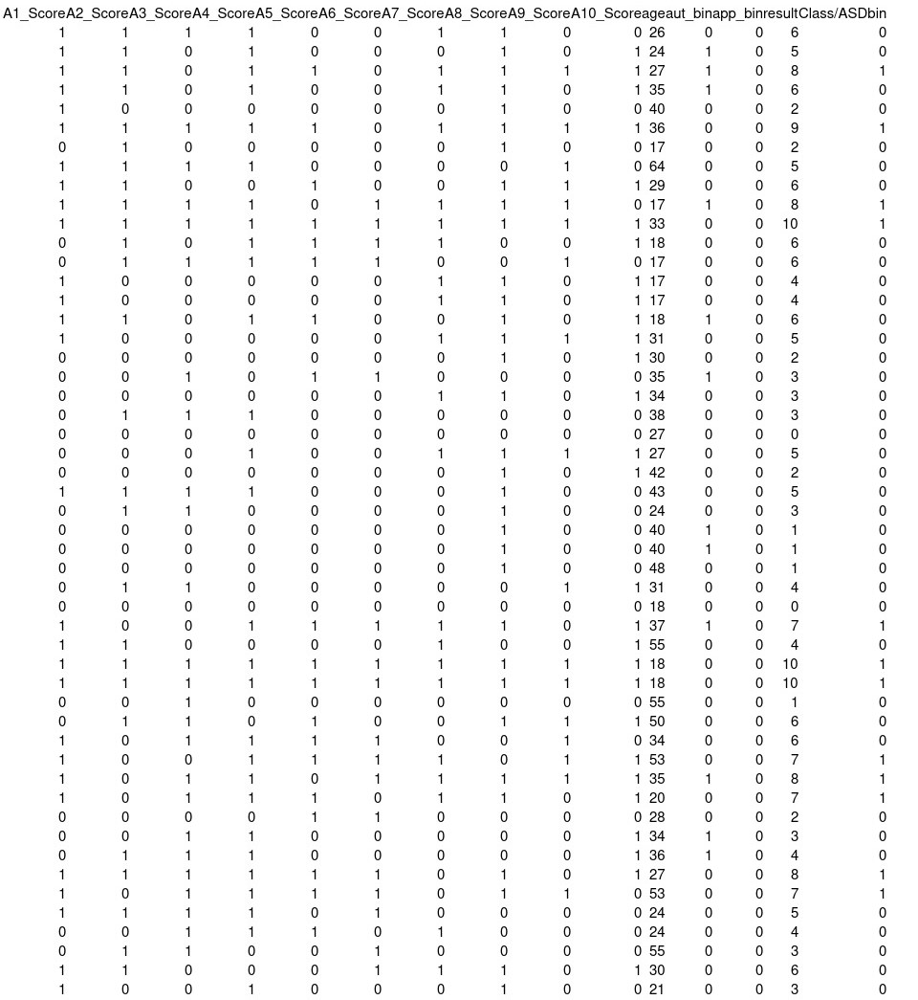 A1_ScoreA2_ScoreA3_ScoreA4_ScoreA5_ScoreA6_ScoreA7_ScoreA8_ScoreA9_ScoreA10_Scoreageaut_binapp_binresultClass/ASDbin
1 1 1 1 0 0 1 1 0 0 26 0 0 6 0
1 1 0 1 0 0 0 1 0 1 24 1 0 5 0
1 1 0 1 1 0 1 1 1 1 27 1 0 8 1
1 1 0 1 0 0 1 1 0 1 35 1 0 6 0
1 0 0 0 0 0 0 1 0 0 40 0 0 2 0
1 1 1 1 1 0 1 1 1 1 36 0 0 9 1
0 1 0 0 0 0 0 1 0 0 17 0 0 2 0
1 1 1 1 0 0 0 0 1 0 64 0 0 5 0
1 1 0 0 1 0 0 1 1 1 29 0 0 6 0
1 1 1 1 0 1 1 1 1 0 17 1 0 8 1
1 1 1 1 1 1 1 1 1 1 33 0 0 10 1
0 1 0 1 1 1 1 0 0 1 18 0 0 6 0
0 1 1 1 1 1 0 0 1 0 17 0 0 6 0
1 0 0 0 0 0 1 1 0 1 17 0 0 4 0
1 0 0 0 0 0 1 1 0 1 17 0 0 4 0
1 1 0 1 1 0 0 1 0 1 18 1 0 6 0
1 0 0 0 0 0 1 1 1 1 31 0 0 5 0
0 0 0 0 0 0 0 1 0 1 30 0 0 2 0
0 0 1 0 1 1 0 0 0 0 35 1 0 3 0
0 0 0 0 0 0 1 1 0 1 34 0 0 3 0
0 1 1 1 0 0 0 0 0 0 38 0 0 3 0
0 0 0 0 0 0 0 0 0 0 27 0 0 0 0
0 0 0 1 0 0 1 1 1 1 27 0 0 5 0
0 0 0 0 0 0 0 1 0 1 42 0 0 2 0
1 1 1 1 0 0 0 1 0 0 43 0 0 5 0
0 1 1 0 0 0 0 1 0 0 24 0 0 3 0
0 0 0 0 0 0 0 1 0 0 40 1 0 1 0
0 0 0 0 0 0 0 1 0 0 40 1 0 1 0
0 0 0 0 0 0 0 1 0 0 48 0 0 1 0
0 1 1 0 0 0 0 0 1 1 31 0 0 4 0
0 0 0 0 0 0 0 0 0 0 18 0 0 0 0
1 0 0 1 1 1 1 1 0 1 37 1 0 7 1
1 1 0 0 0 0 1 0 0 1 55 0 0 4 0
1 1 1 1 1 1 1 1 1 1 18 0 0 10 1
1 1 1 1 1 1 1 1 1 1 18 0 0 10 1
0 0 1 0 0 0 0 0 0 0 55 0 0 1 0
0 1 1 0 1 0 0 1 1 1 50 0 0 6 0
1 0 1 1 1 1 0 0 1 0 34 0 0 6 0
1 0 0 1 1 1 1 0 1 1 53 0 0 7 1
1 0 1 1 0 1 1 1 1 1 35 1 0 8 1
1 0 1 1 1 0 1 1 0 1 20 0 0 7 1
0 0 0 0 1 1 0 0 0 0 28 0 0 2 0
0 0 1 1 0 0 0 0 0 1 34 1 0 3 0
0 1 1 1 0 0 0 0 0 1 36 1 0 4 0
1 1 1 1 1 1 0 1 0 1 27 0 0 8 1
1 0 1 1 1 1 0 1 1 0 53 0 0 7 1
1 1 1 1 0 1 0 0 0 0 24 0 0 5 0
0 0 1 1 1 0 1 0 0 0 24 0 0 4 0
0 1 1 0 0 1 0 0 0 0 55 0 0 3 0
1 1 0 0 0 1 1 1 0 1 30 0 0 6 0
1 0 0 1 0 0 0 1 0 0 21 0 0 3 0